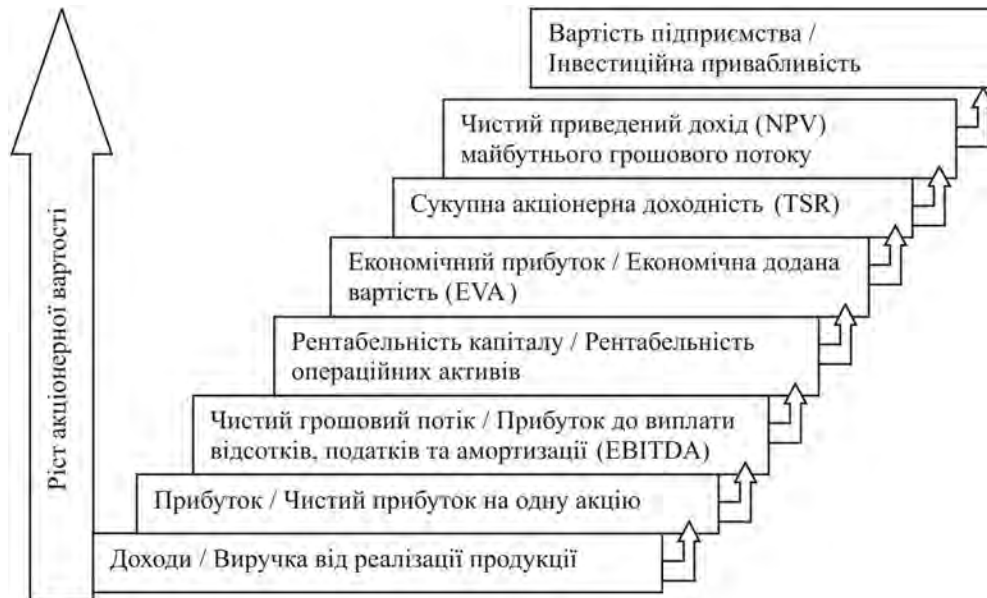 Вартість підприємства /
Інвестиційна привабливість
Чистий приведений дохід (NPV)
майбутнього грошового потоку
Сукупна акціонерна доходність (TSR)
Економічний прибуток / Економічна додана
вартість (EVA)
Рентабельність капіталу / Рентабельність
операційних активів
Чистий грошовий потік / Прибуток до виплати
відсотків, податків та амортизації (EBITDA)
Прибуток / Чистий прибуток на одну акцію
Доходи / Виручка від реалізації продукції
Ріст акціонерної вартості